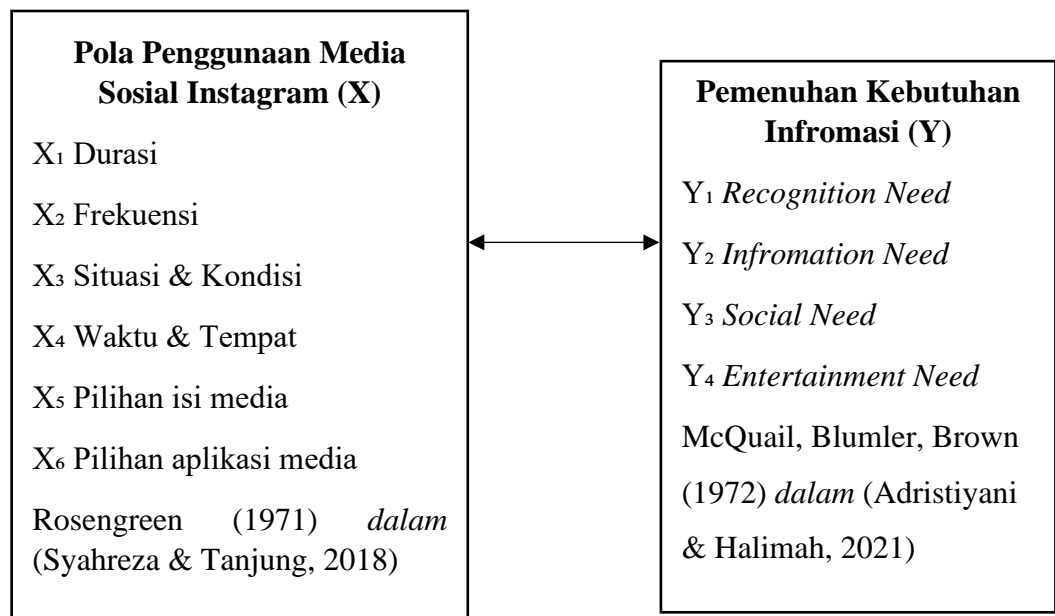 Pola Penggunaan Media
Sosial Instagram (X)
X₁ Durasi
X₂ Frekuensi
X₃ Situasi & Kondisi
X₄ Waktu & Tempat
X₅ Pilihan isi media
X₆ Pilihan aplikasi media
Rosengreen (1971) dalam
(Syahreza & Tanjung, 2018)
Pemenuhan Kebutuhan
Infromasi (Y)
Y₁ Recognition Need
Y₂ Infromation Need
Y₃ Social Need
Y₄ Entertainment Need
McQuail, Blumler, Brown
(1972) dalam (Adristiyani
& Halimah, 2021)